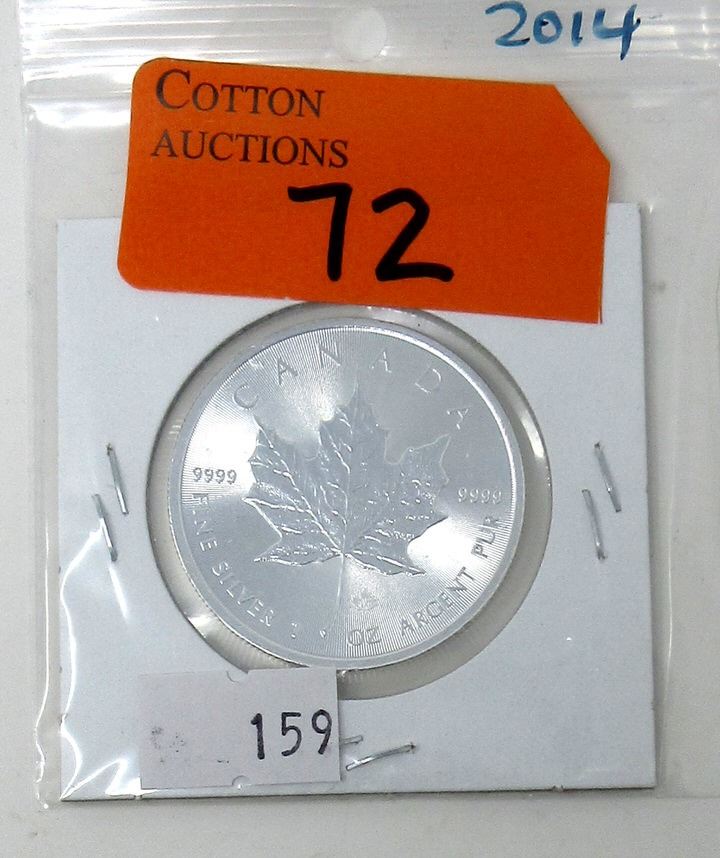 2014
COTTON
AUCTIONS
72
CANADA
9999
9999
FINE SILVER 1 OZ ARGENT PUR
159